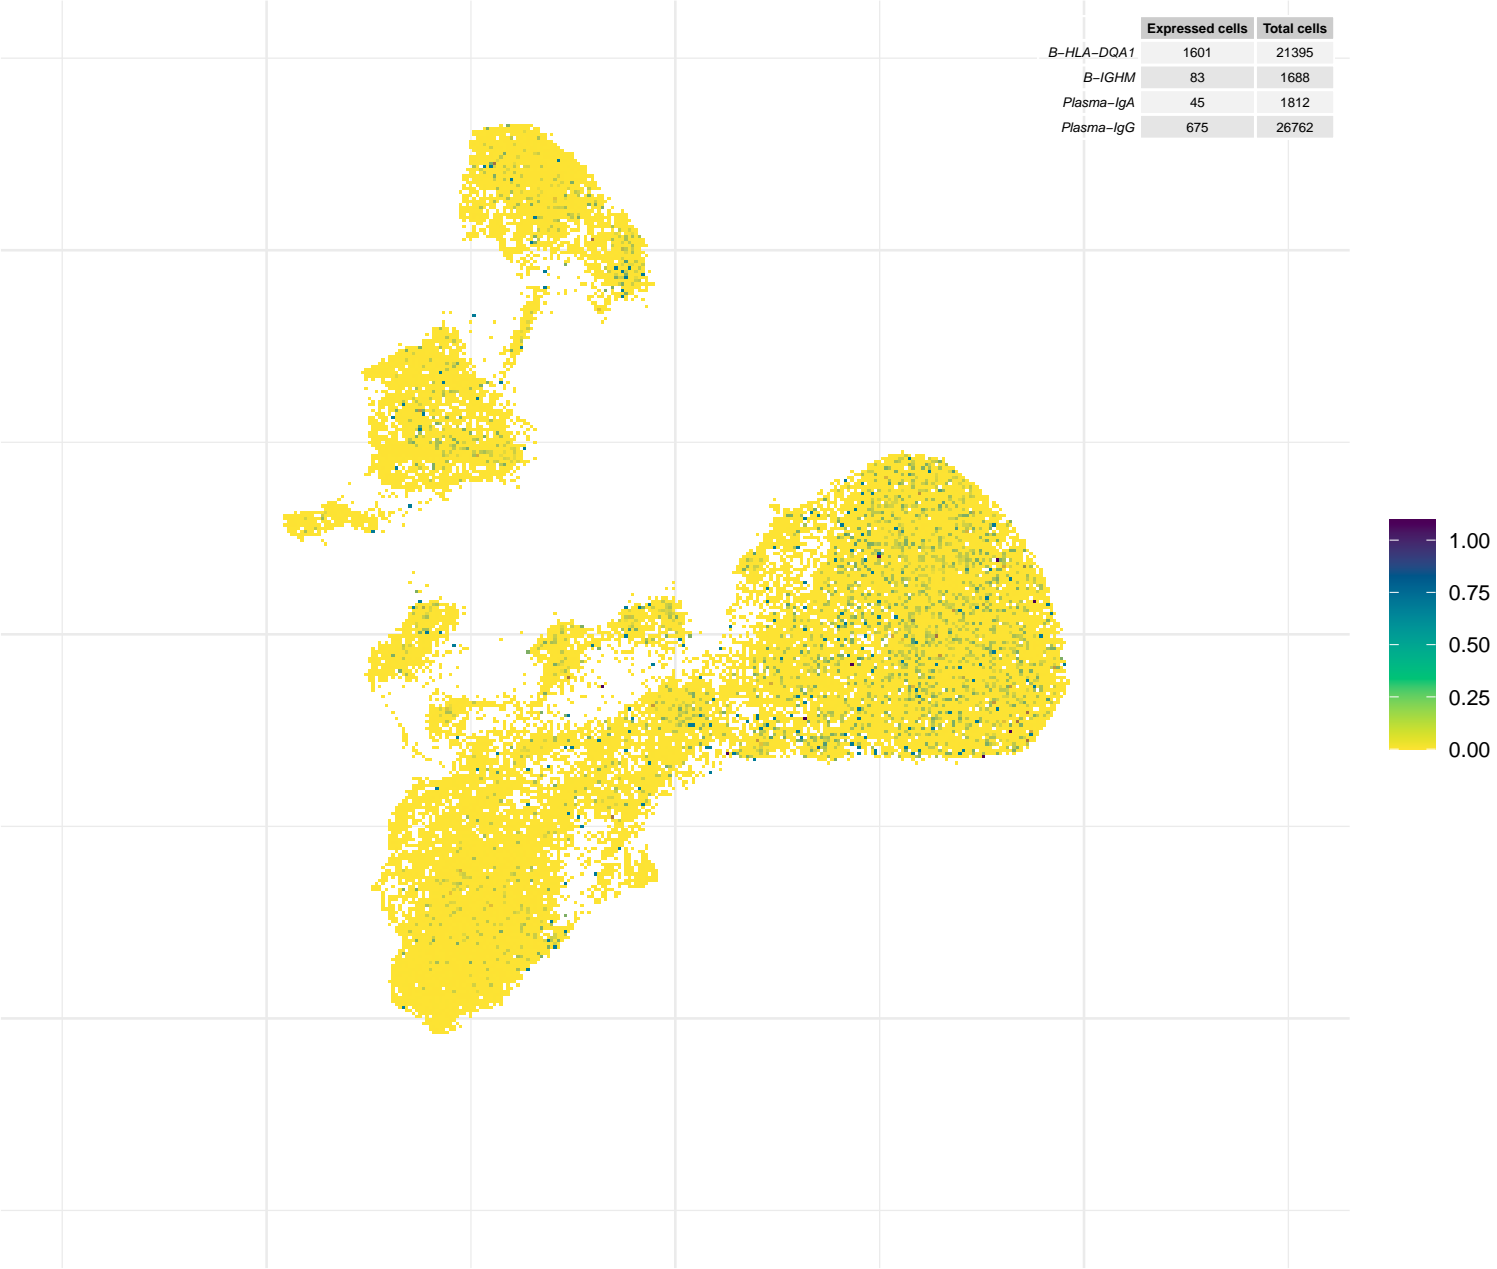 Expressed cells Total cells
B−HLA−DQA1 1601 21395
B−IGHM 83 1688
Plasma−IgA 45 1812
Plasma−IgG 675 26762
1.00
0.75
0.50
0.25
0.00